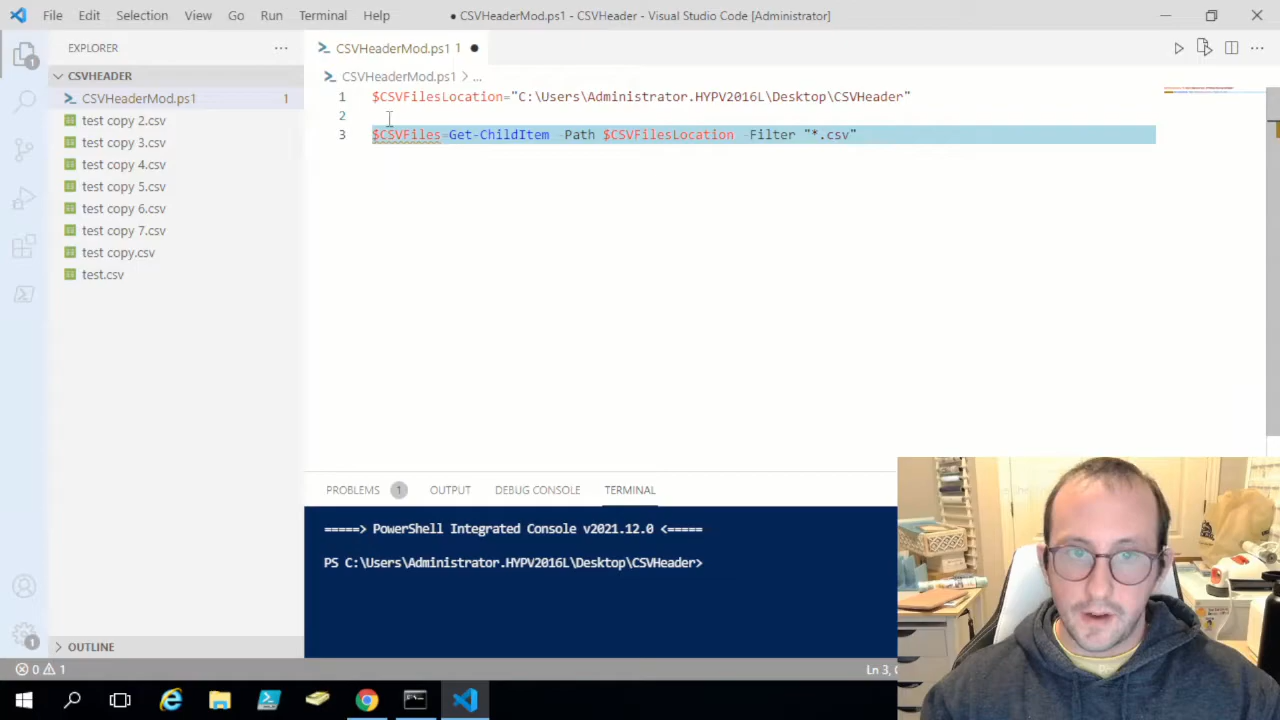 File Edit Selection View Go Run Terminal Help
● CSVHeaderMod.ps1 - CSVHeader - Visual Studio Code [Administrator]
EXPLORER
CSVHEADER
CSVHeaderMod.ps1 1
test copy 2.csv
test copy 3.csv
test copy 4.csv
test copy 5.csv
test copy 6.csv
test copy 7.csv
test copy.csv
test.csv
OUTLINE
1
1
CSVHeaderMod.ps1 1 ●
CSVHeaderMod.ps1 > ...
1 $CSVFilesLocation="C:\Users\Administrator.HYPV2016L\Desktop\CSVHeader"
2
3 $CSVFiles=Get-ChildItem -Path $CSVFilesLocation -Filter "*.csv"
PROBLEMS 1 OUTPUT DEBUG CONSOLE TERMINAL
=====> PowerShell Integrated Console v2021.12.0 <=====
PS C:\Users\Administrator.HYPV2016L\Desktop\CSVHeader>
0 1
Ln 3,